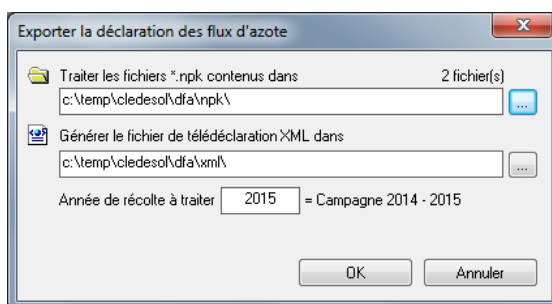 Exporter la déclaration des flux d'azote
Traiter les fichiers *.npk contenus dans 2 fichier(s)
c:\temp\cledesol\dfa\npk\ ...
Générer le fichier de télédéclaration XML dans
c:\temp\cledesol\dfa\xml\ ...
Année de récolte à traiter 2015 = Campagne 2014 - 2015
OK Annuler